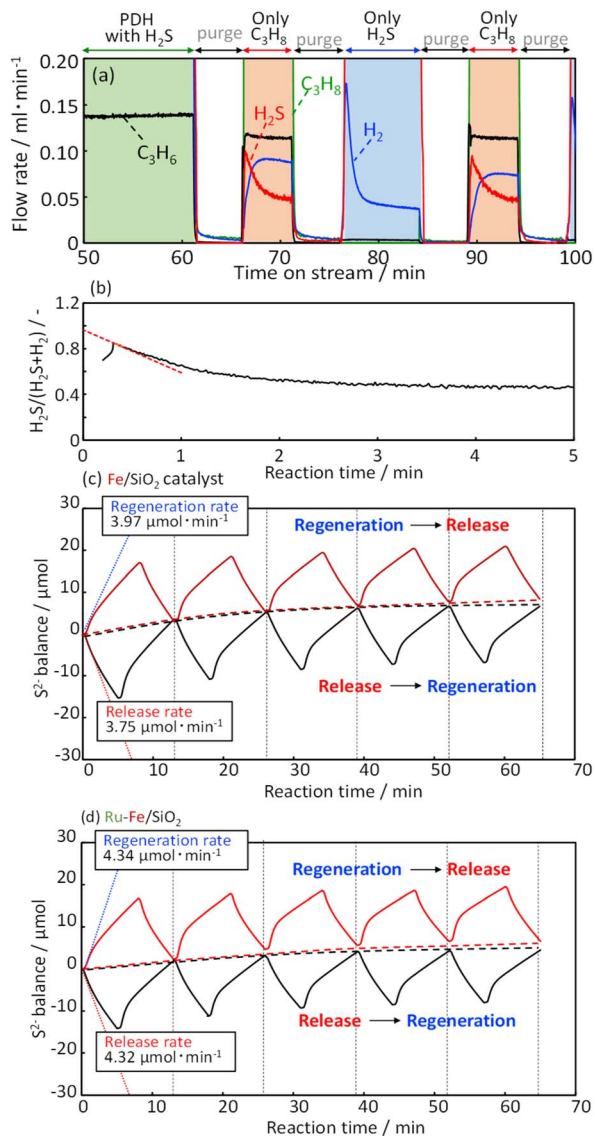 PDH with H2S
purge
Only C3H8
purge
Only H2S
purge
Only C3H8
purge
(a)
Flow rate / ml·min-1
0.20
0.15
0.10
0.05
0
C3H6
H2S
C3H8
H2
50 60 70 80 90 100
Time on stream / min
(b)
H2S/(H2S+H2) / -
1.2
0.8
0.4
0
0 1 2 3 4 5
Reaction time / min
(c) Fe/SiO2 catalyst
Regeneration rate
3.97 μmol·min-1
Regeneration → Release
S2- balance / μmol
30
20
10
0
-10
-20
-30
Release → Regeneration
Release rate
3.75 μmol·min-1
0 10 20 30 40 50 60 70
Reaction time / min
(d) Ru-Fe/SiO2
Regeneration rate
4.34 μmol·min-1
Regeneration → Release
S2- balance / μmol
30
20
10
0
-10
-20
-30
Release → Regeneration
Release rate
4.32 μmol·min-1
0 10 20 30 40 50 60 70
Reaction time / min